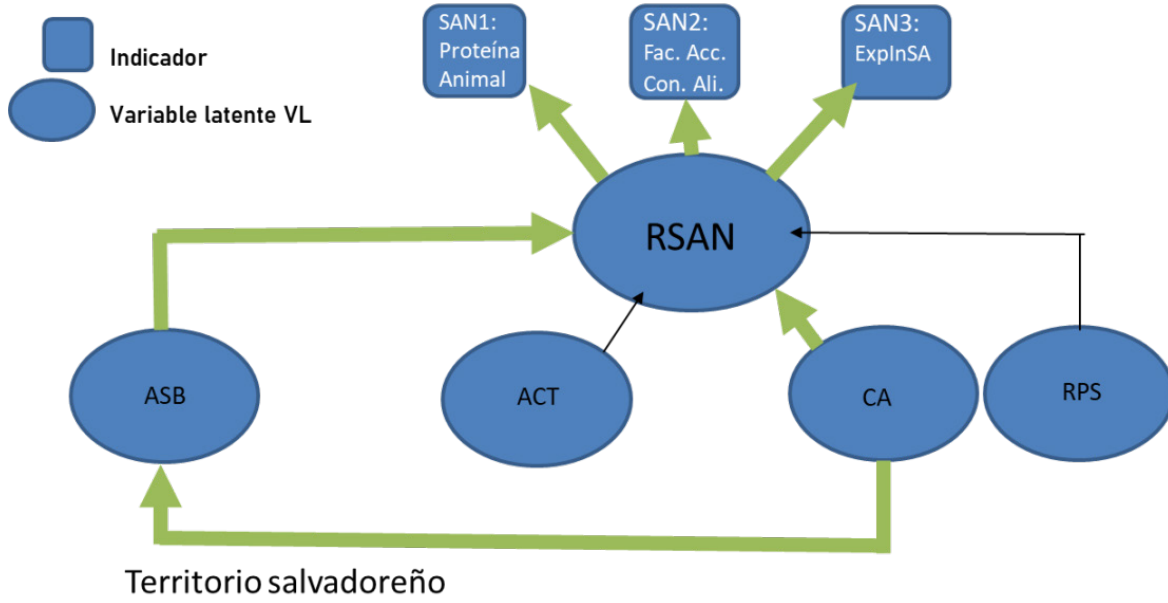 Indicador
Variable latente VL
SAN1:
Proteína
Animal
SAN2:
Fac. Acc.
Con. Ali.
SAN3:
ExpInSA
RSAN
ASB
ACT
CA
RPS
Territorio salvadoreño